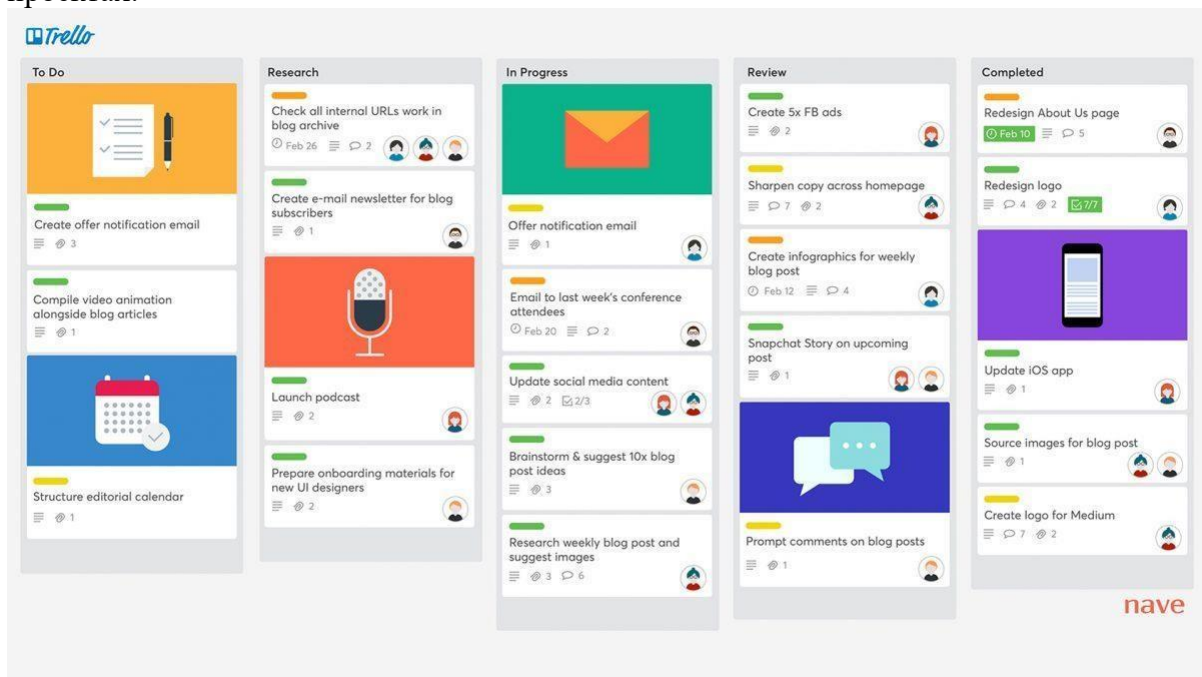 Trello
To Do
Create offer notification email
3
Compile video animation
alongside blog articles
1
Structure editorial calendar
1
Research
Check all internal URLs work in
blog archive
Feb 26 2
Create e-mail newsletter for blog
subscribers
1
Launch podcast
2
Prepare onboarding materials for
new UI designers
2
In Progress
Offer notification email
1
Email to last week's conference
attendees
Feb 20 2
Update social media content
2 2/3
Brainstorm & suggest 10x blog
post ideas
3
Research weekly blog post and
suggest images
3 6
Review
Create 5x FB ads
2
Sharpen copy across homepage
7 2
Create infographics for weekly
blog post
Feb 12 4
Snapchat Story on upcoming
post
1
Prompt comments on blog posts
1
Completed
Redesign About Us page
Feb 10 5
Redesign logo
4 2 7/7
Update iOS app
1
Source images for blog post
1
Create logo for Medium
7 2
nave